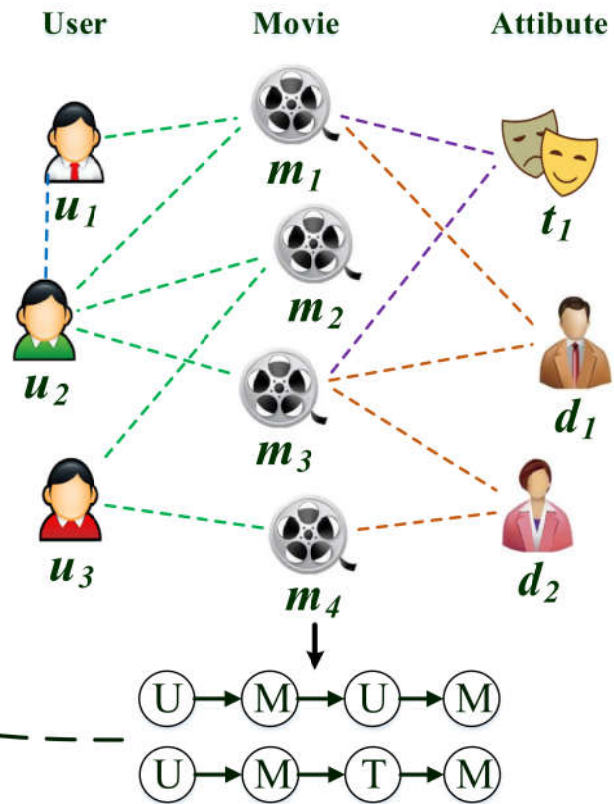 User Movie Attibute
m1
u1 t1
m2
u2
m3 d1
u3 d2
m4
U M U M
U M T M